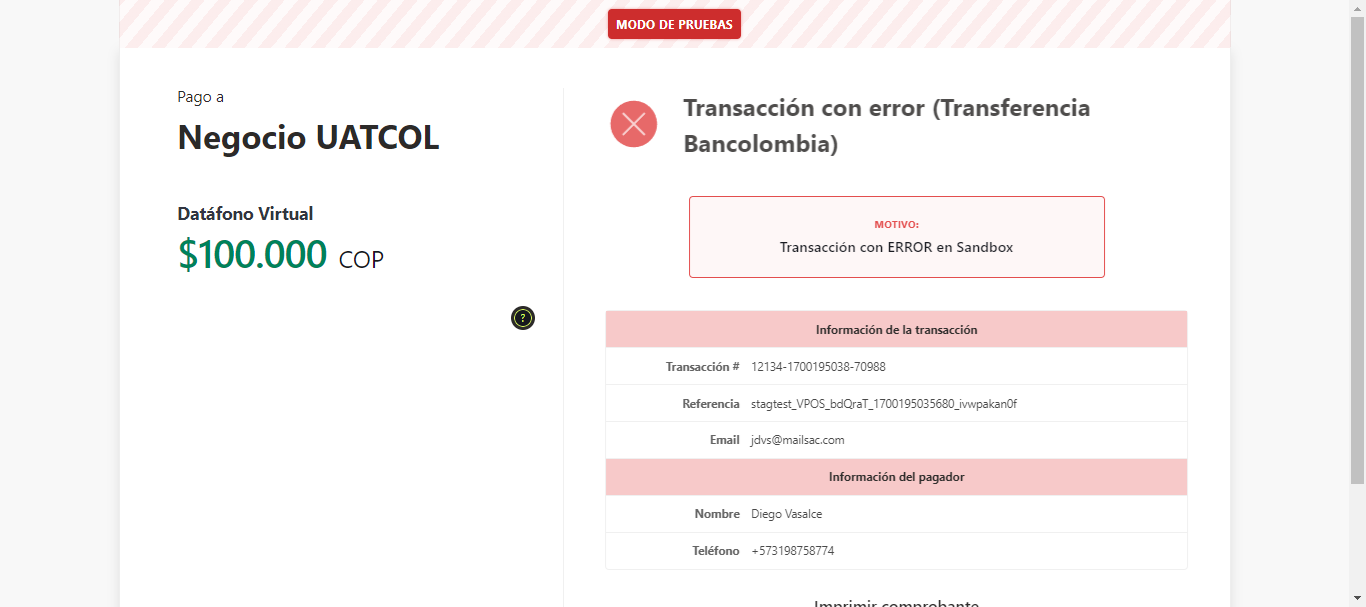 MODO DE PRUEBAS
Pago a
Negocio UATCOL
Datáfono Virtual
$100.000 COP
?
Transacción con error (Transferencia
Bancolombia)
MOTIVO:
Transacción con ERROR en Sandbox
Información de la transacción
Transacción # 12134-1700195038-70988
Referencia stagtest_VPOS_bdQraT_1700195035680_ivwpakan0f
Email jdvs@mailsac.com
Información del pagador
Nombre Diego Vasalce
Teléfono +573198758774
Imprimir comprobante